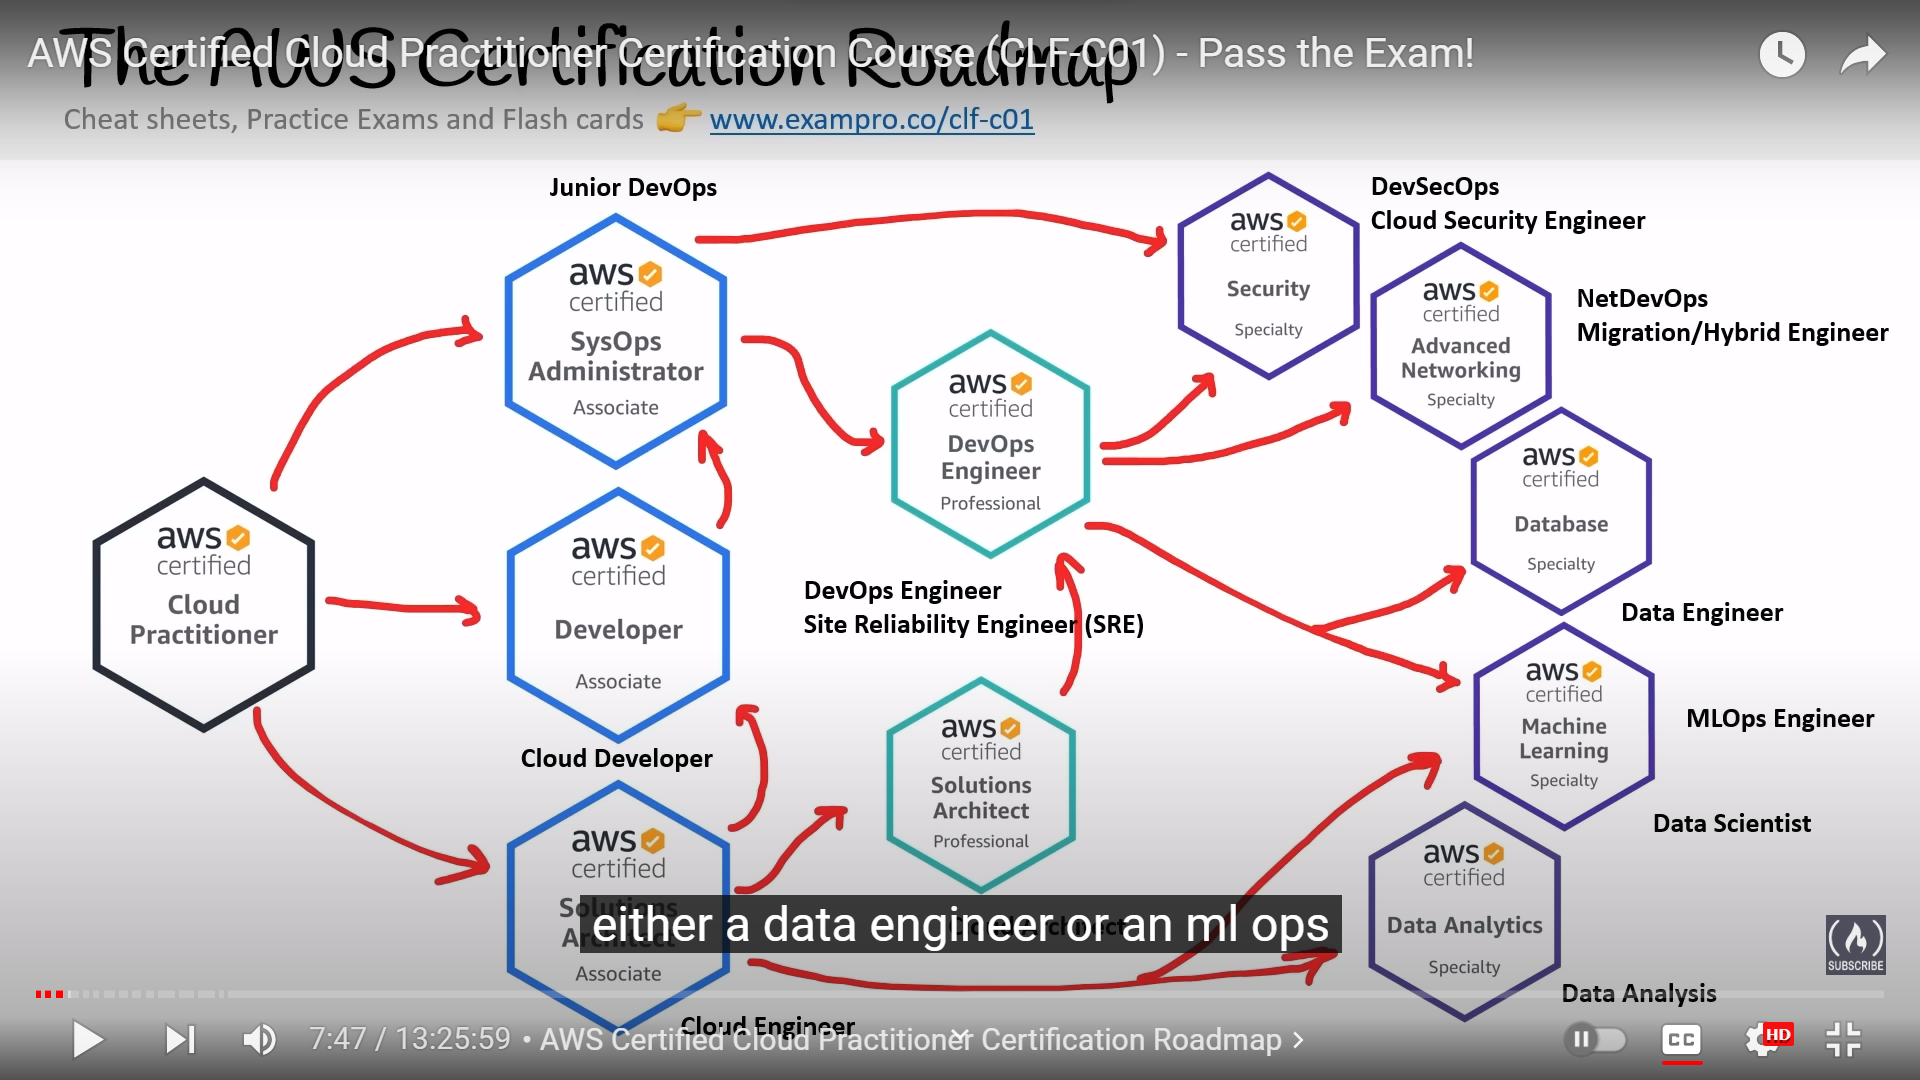 The AWS Certification Roadmap
AWS Certified Cloud Practitioner Certification Course (CLF-C01) - Pass the Exam!
Cheat sheets, Practice Exams and Flash cards 👉 www.exampro.co/clf-c01
Junior DevOps
aws
certified
SysOps
Administrator
Associate
aws
certified
Cloud
Practitioner
aws
certified
Developer
Associate
Cloud Developer
aws
certified
Solutions
Architect
Associate
Cloud Engineer
aws
certified
DevOps
Engineer
Professional
DevOps Engineer
Site Reliability Engineer (SRE)
aws
certified
Solutions
Architect
Professional
aws
certified
Security
Specialty
DevSecOps
Cloud Security Engineer
aws
certified
Advanced
Networking
Specialty
NetDevOps
Migration/Hybrid Engineer
aws
certified
Database
Specialty
Data Engineer
aws
certified
Machine
Learning
Specialty
MLOps Engineer
Data Scientist
aws
certified
Data Analytics
Specialty
Data Analysis
either a data engineer or an ml ops
SUBSCRIBE
7:47 / 13:25:59 • AWS Certified Cloud Practitioner Certification Roadmap >
CC
HD